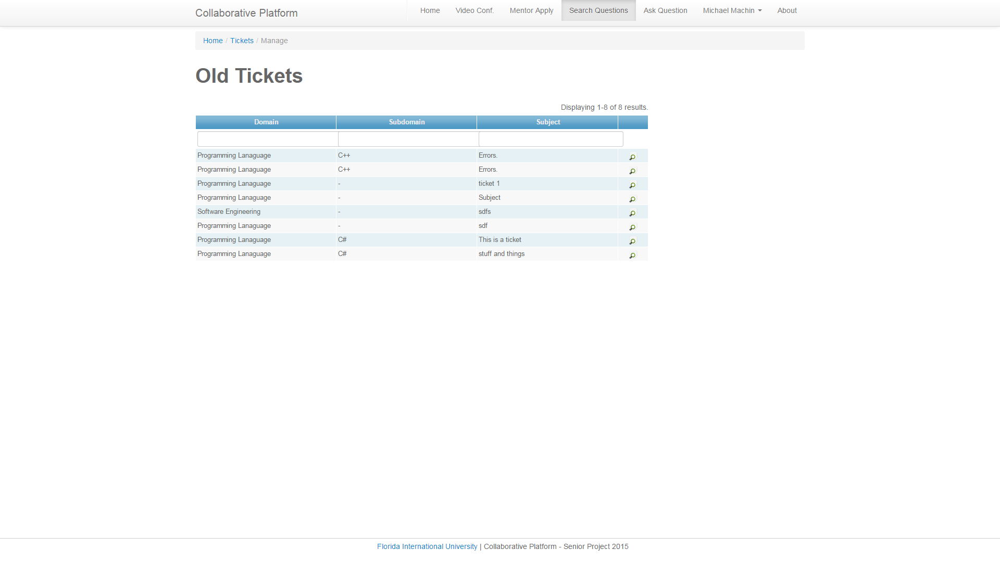 Collaborative Platform Home Video Conf. Mentor Apply Search Questions Ask Question Michael Machin About
Home / Tickets / Manage
Old Tickets
Displaying 1-8 of 8 results.
Domain Subdomain Subject
Programming Lanaguage C++ Errors.
Programming Lanaguage C++ Errors.
Programming Lanaguage - ticket 1
Programming Lanaguage - Subject
Software Engineering - sdfs
Programming Lanaguage - sdf
Programming Lanaguage C# This is a ticket
Programming Lanaguage C# stuff and things
Florida International University | Collaborative Platform - Senior Project 2015